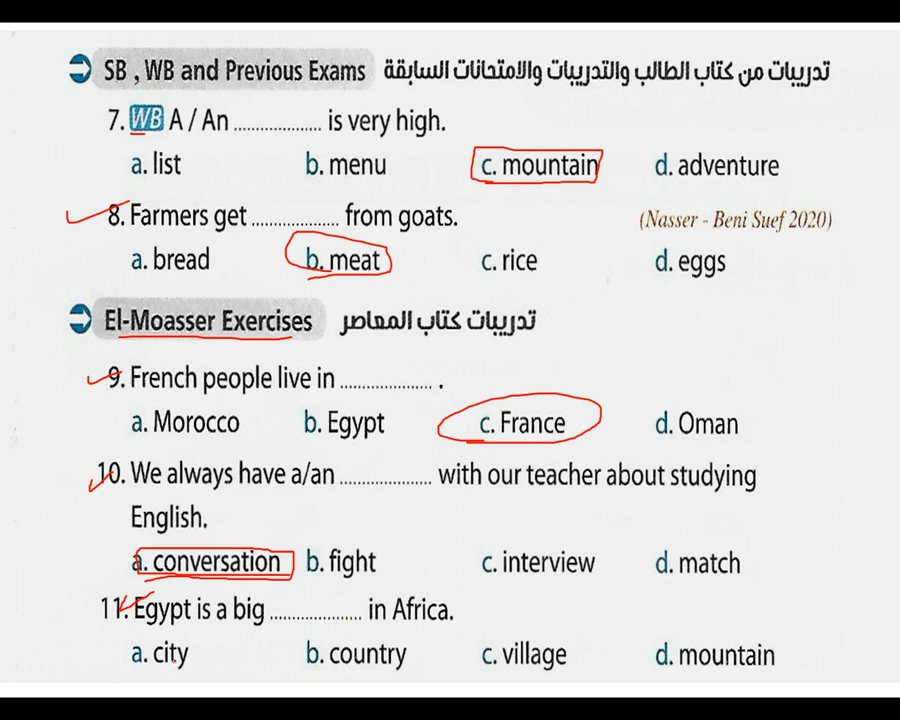 SB , WB and Previous Exams تدريبات من كتاب الطالب والتدريبات والامتحانات السابقة
7. WB A / An .................... is very high.
a. list b. menu c. mountain d. adventure
8. Farmers get .................... from goats. (Nasser - Beni Suef 2020)
a. bread b. meat c. rice d. eggs
El-Moasser Exercises تدريبات كتاب المعاصر
9. French people live in .................... .
a. Morocco b. Egypt c. France d. Oman
10. We always have a/an .................... with our teacher about studying
English.
a. conversation b. fight c. interview d. match
11. Egypt is a big .................... in Africa.
a. city b. country c. village d. mountain